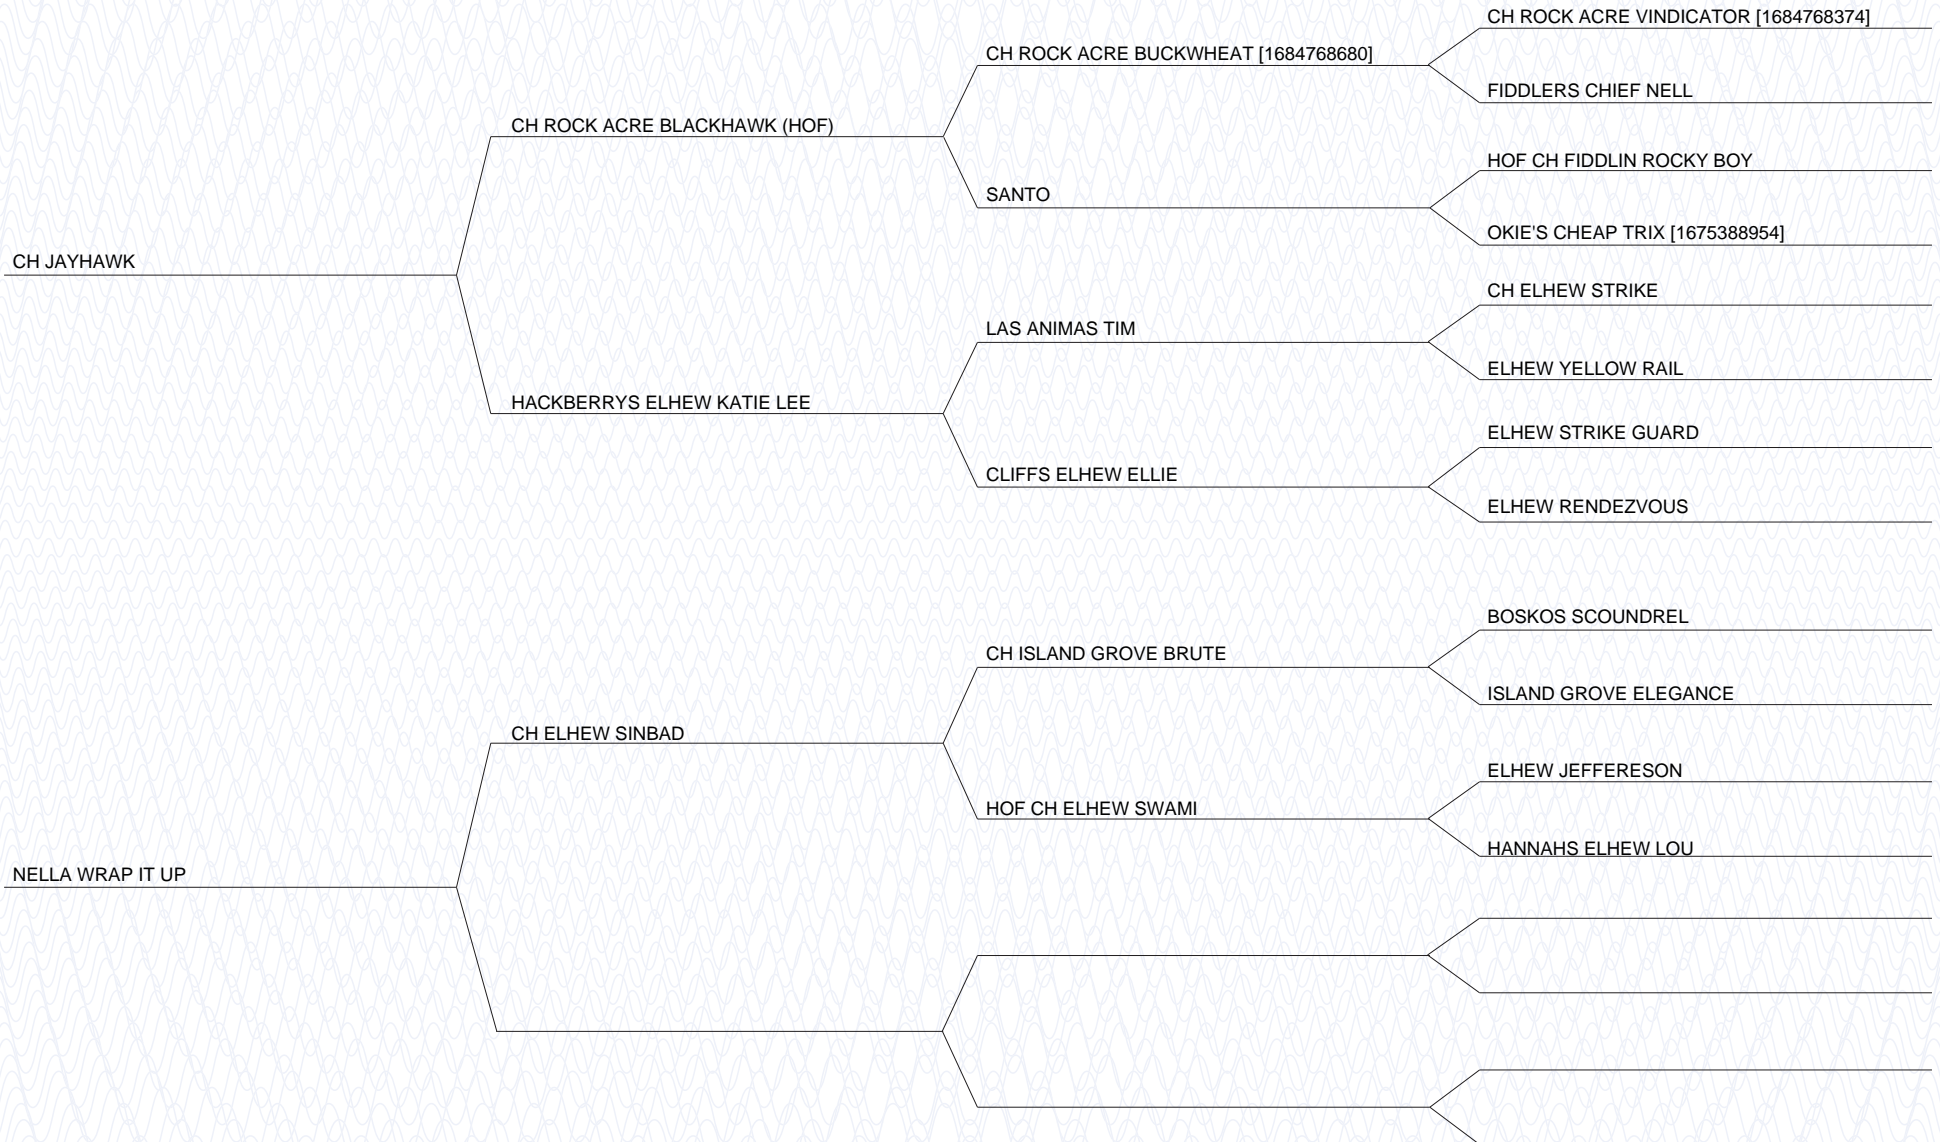 CH ROCK ACRE VINDICATOR [1684768374]
CH ROCK ACRE BUCKWHEAT [1684768680]
FIDDLERS CHIEF NELL
CH ROCK ACRE BLACKHAWK (HOF)
HOF CH FIDDLIN ROCKY BOY
SANTO
OKIE'S CHEAP TRIX [1675388954]
CH JAYHAWK
CH ELHEW STRIKE
LAS ANIMAS TIM
ELHEW YELLOW RAIL
HACKBERRYS ELHEW KATIE LEE
ELHEW STRIKE GUARD
CLIFFS ELHEW ELLIE
ELHEW RENDEZVOUS
BOSKOS SCOUNDREL
CH ISLAND GROVE BRUTE
ISLAND GROVE ELEGANCE
CH ELHEW SINBAD
ELHEW JEFFERESON
HOF CH ELHEW SWAMI
HANNAHS ELHEW LOU
NELLA WRAP IT UP